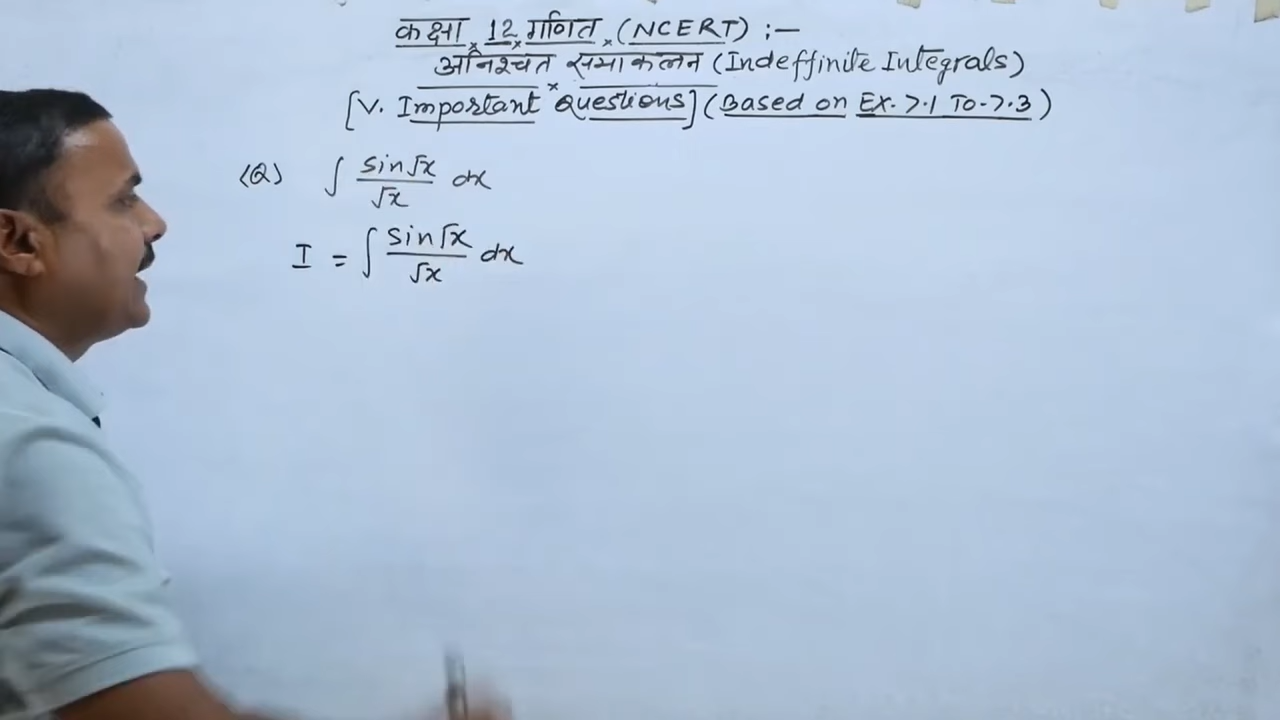 कक्षा 12 गणित (NCERT) :—
अनिश्चत समाकलन (Indeffinite Integrals)
[V. Important Questions] (Based on Ex. 7.1 To-7.3)
(Q) ∫ sin√x / √x dx
I = ∫ sin√x / √x dx